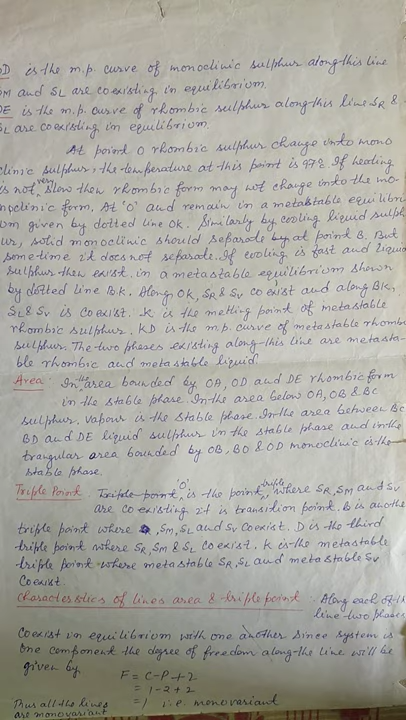 BD is the m.p. curve of monoclinic sulphur along this line
SM and SL are coexisting in equilibrium
DE is the m.p. curve of rhombic sulphur along this line SR &
SL are coexisting in equilibrium
At point O rhombic sulphur change into mono
clinic sulphur, the temperature at this point is 97°C If heating
is not very slow then rhombic form may not change into the mo-
noclinic form. At 'O' and remain in a metastable equilibri
um given by dotted line OK. Similarly by cooling liquid sulph
ur, solid monoclinic should separate by at point B. But
sometime it does not separate. If cooling is fast and liquid
sulphur then exist in a metastable equilibrium shown
by dotted line BK. Along OK, SR & SV co exist and along BK,
SL & SV is coexist. K is the melting point of metastable
rhombic sulphur. KD is the m.p. curve of metastable rhombi
sulphur. The two phases existing along this line are metasta-
ble rhombic and metastable liquid.
Area : In the area bounded by OA, OD and DE rhombic form
in the stable phase. In the area below OA, OB & BC
sulphur, vapour is the stable phase. In the area between BC
BD and DE liquid sulphur in the stable phase and in the
trangular area bounded by OB, BD & OD monoclinic is the
stable phase.
Triple Point : Triple point, 'O', is the point triple, where SR, SM and SV
are co existing it is transition point. B is anothe
triple point where SM, SL and SV coexist. D is the third
triple point where SR, SM & SL coexist. K is the metastable
triple point where metastable SR, SL and metastable SV
Coexist.
Characteristics of lines area & triple point : Along each of th
line two phase
Coexist in equilibrium with one another since system is
one component the degree of freedom along the line will be
given by F = C-P+2
= 1-2+2
Thus all the lines = 1 i.e. monovariant
are monovariant